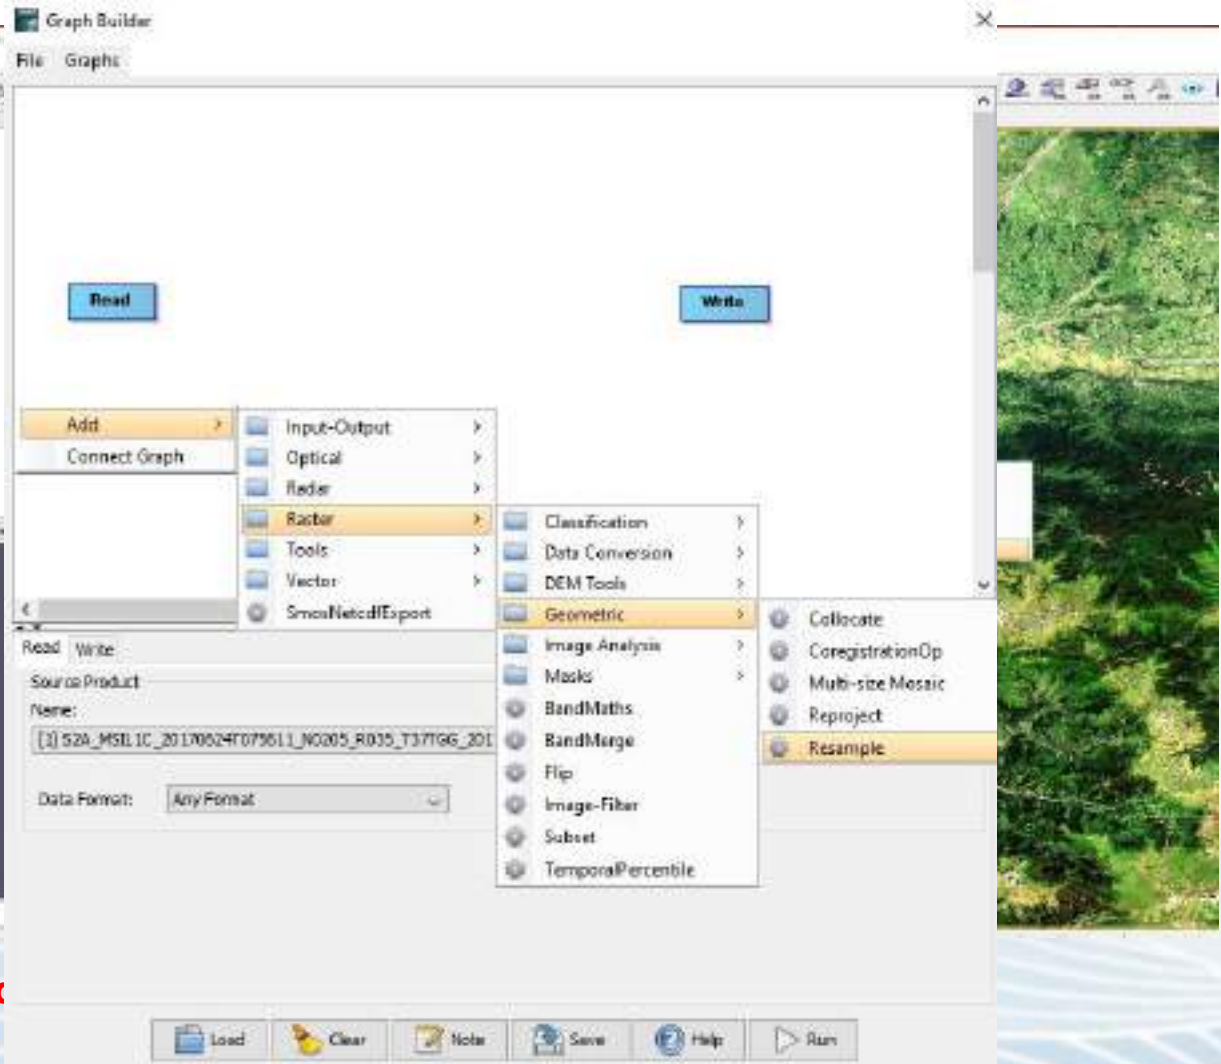 Graph Builder
File Graphs
Read
Write
Add
Connect Graph
Input-Output
Optical
Radar
Raster
Tools
Vector
SmosNetcdfExport
Classification
Data Conversion
DEM Tools
Geometric
Image Analysis
Masks
BandMaths
BandMerge
Flip
Image-Filter
Subset
TemporalPercentile
Collocate
CoregistrationOp
Multi-size Mosaic
Reproject
Resample
Read Write
Source Product
Name:
Data Format: Any Format
Load Clear Note Save Help Run